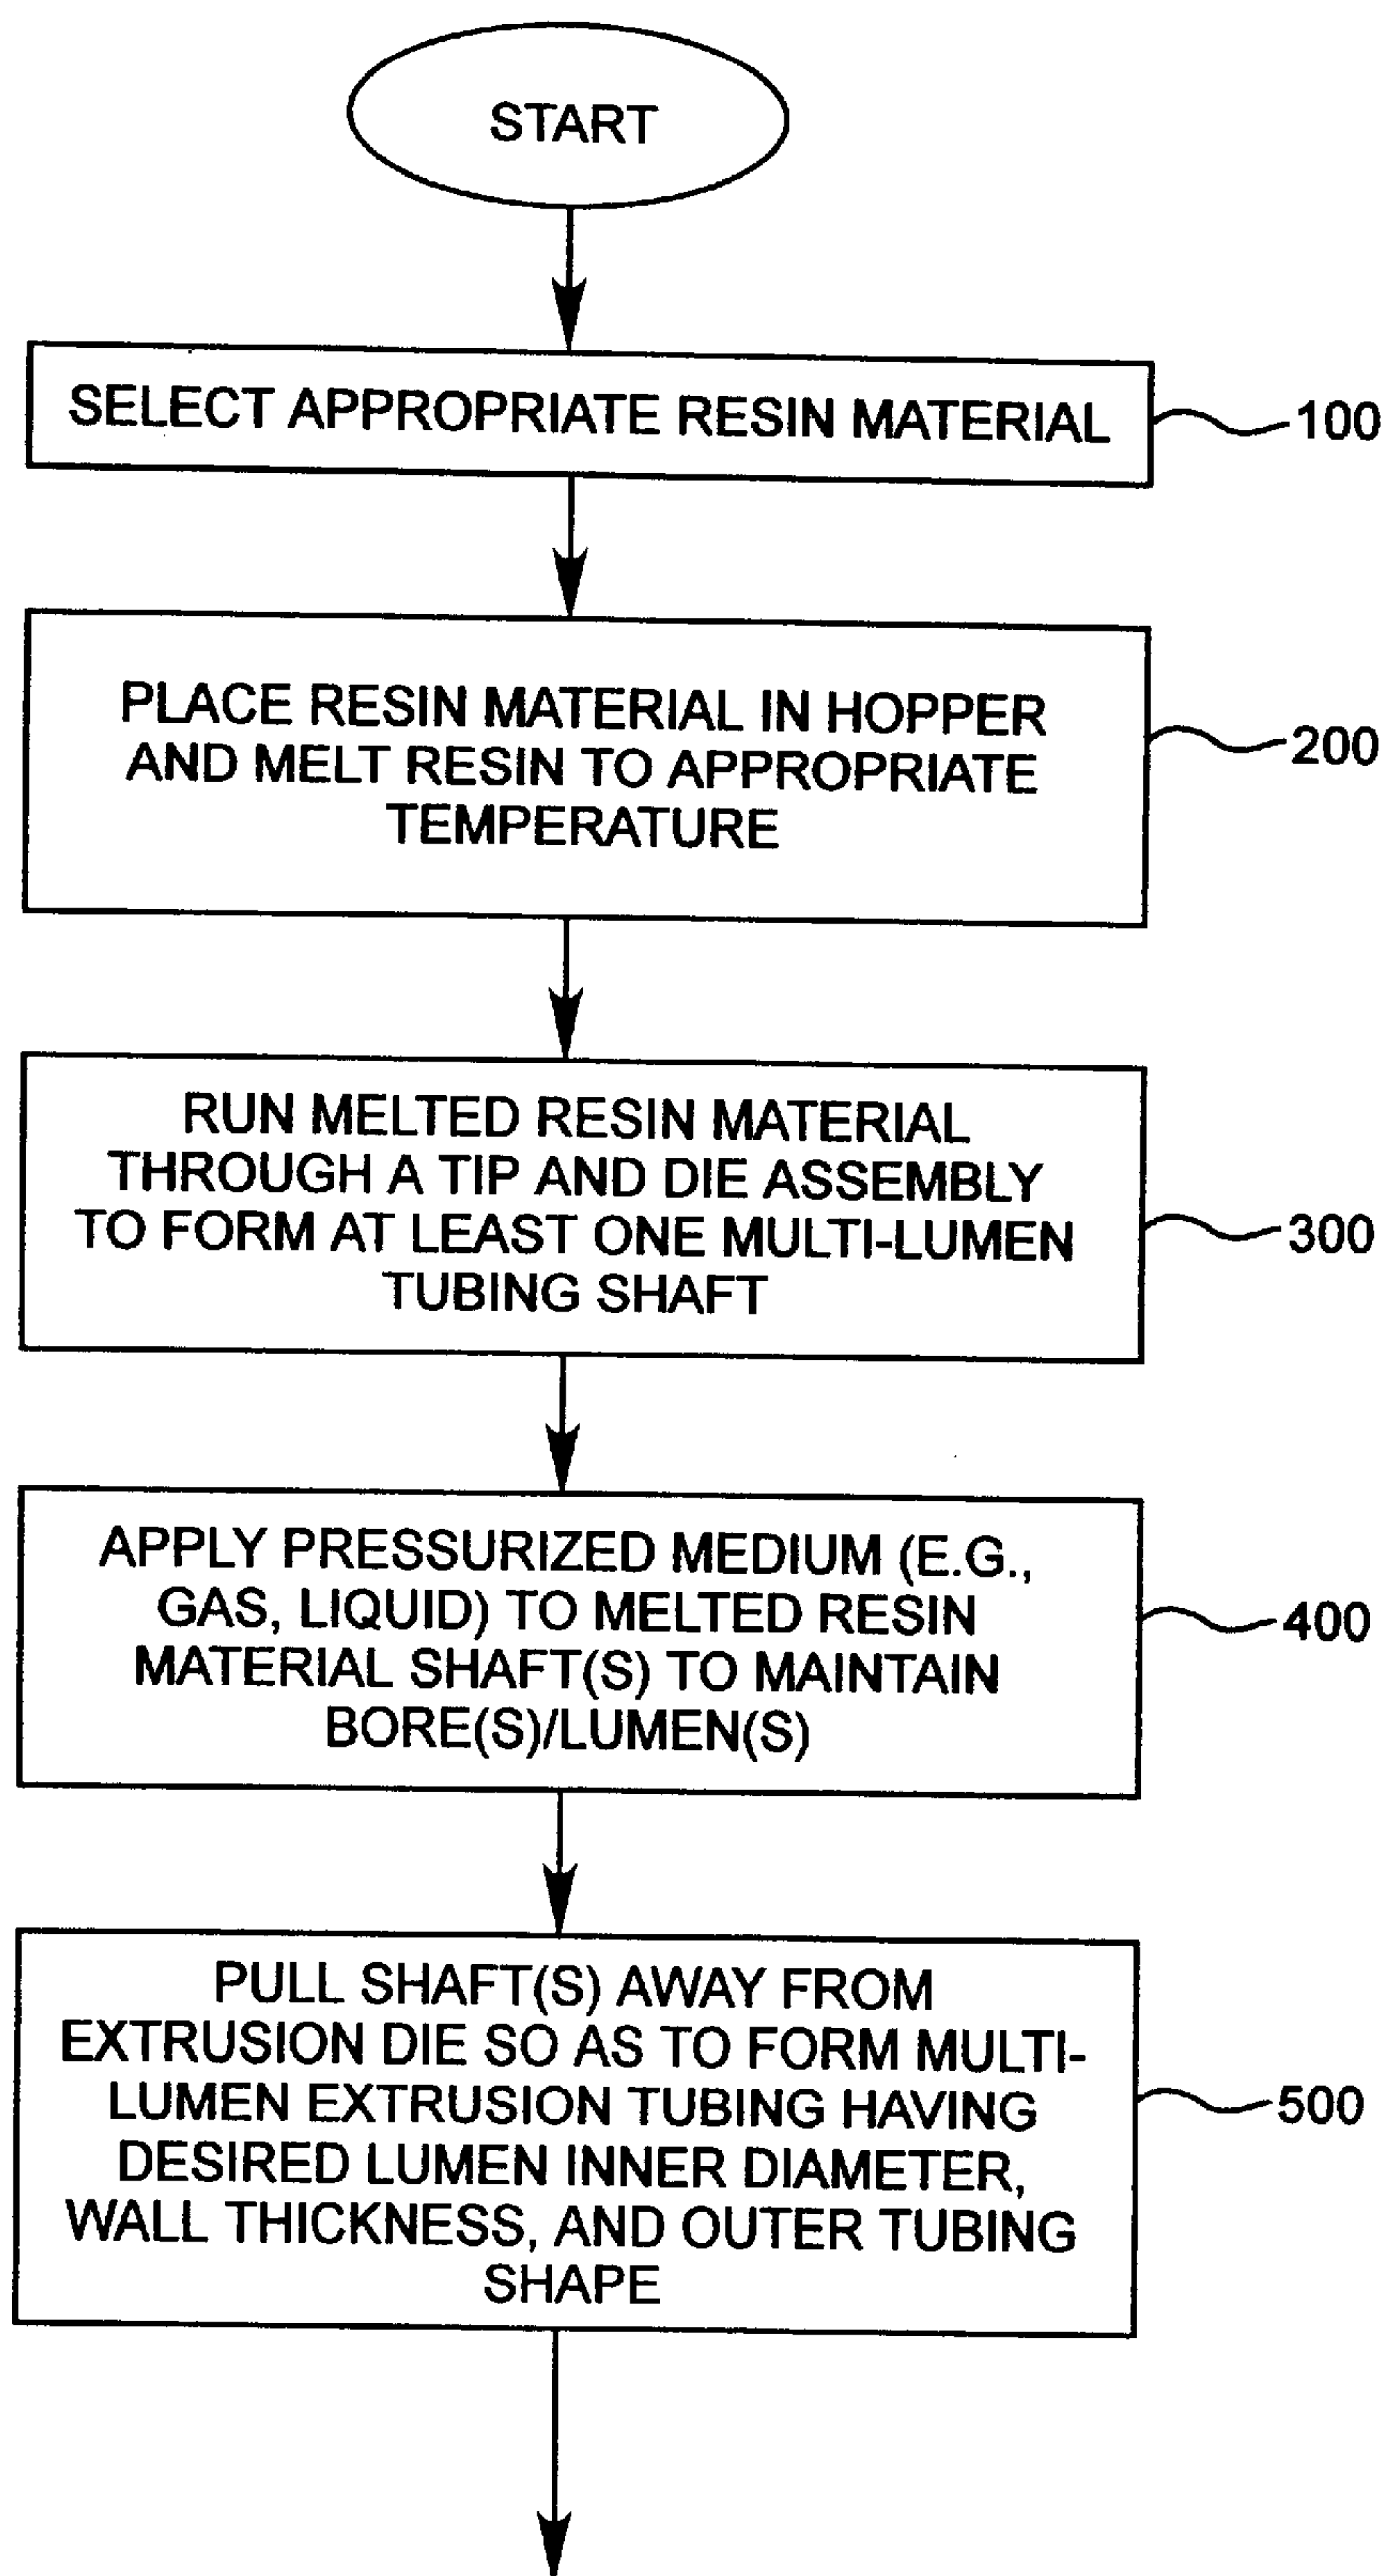 START
SELECT APPROPRIATE RESIN MATERIAL
100
PLACE RESIN MATERIAL IN HOPPER
AND MELT RESIN TO APPROPRIATE
TEMPERATURE
200
RUN MELTED RESIN MATERIAL
THROUGH A TIP AND DIE ASSEMBLY
TO FORM AT LEAST ONE MULTI-LUMEN
TUBING SHAFT
300
APPLY PRESSURIZED MEDIUM (E.G.,
GAS, LIQUID) TO MELTED RESIN
MATERIAL SHAFT(S) TO MAINTAIN
BORE(S)/LUMEN(S)
400
PULL SHAFT(S) AWAY FROM
EXTRUSION DIE SO AS TO FORM MULTI-
LUMEN EXTRUSION TUBING HAVING
DESIRED LUMEN INNER DIAMETER,
WALL THICKNESS, AND OUTER TUBING
SHAPE
500